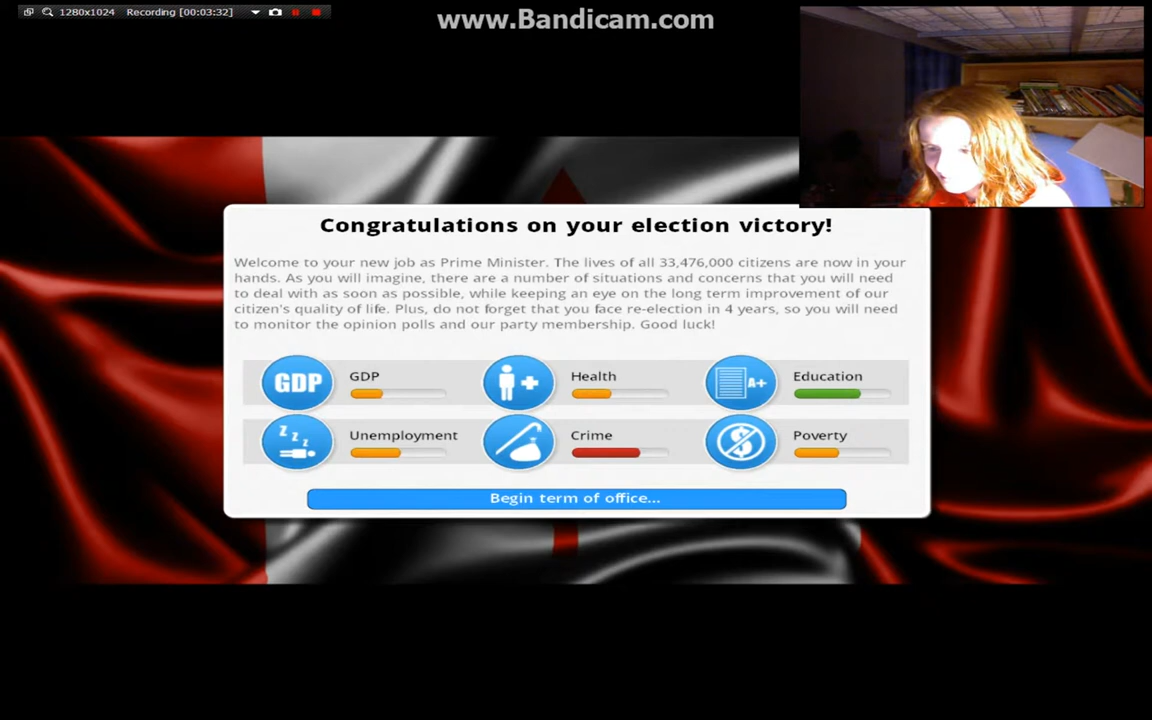 1280x1024 Recording [00:03:32]
www.Bandicam.com
Congratulations on your election victory!
Welcome to your new job as Prime Minister. The lives of all 33,476,000 citizens are now in your
hands. As you will imagine, there are a number of situations and concerns that you will need
to deal with as soon as possible, while keeping an eye on the long term improvement of our
citizen's quality of life. Plus, do not forget that you face re-election in 4 years, so you will need
to monitor the opinion polls and our party membership. Good luck!
GDP GDP
Health
A+ Education
z z z Unemployment
Crime
$ Poverty
Begin term of office...